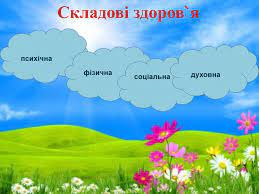 Складові здоров`я
психічна
фізична
соціальна
духовна